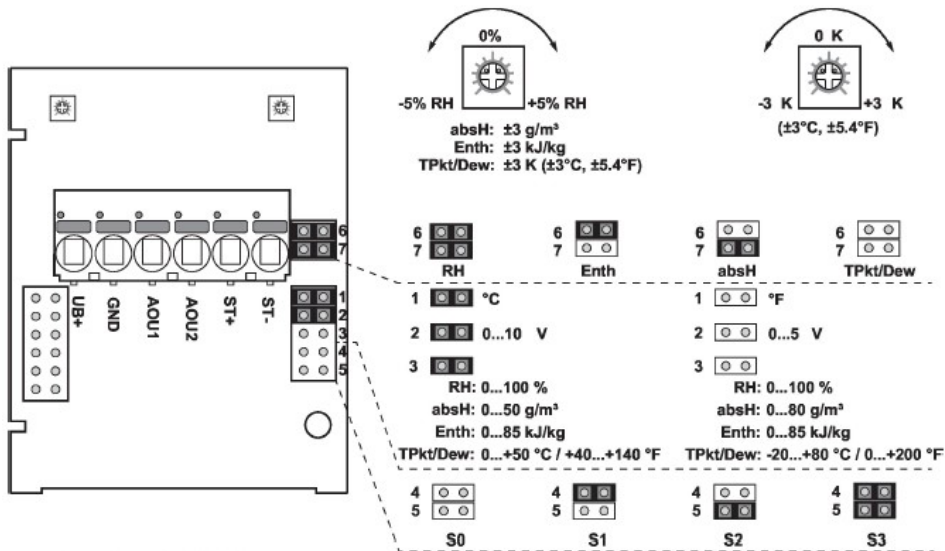 0%
-5% RH +5% RH
absH: ±3 g/m³
Enth: ±3 kJ/kg
TPkt/Dew: ±3 K (±3°C, ±5.4°F)
0 K
-3 K +3 K
(±3°C, ±5.4°F)
6
7
1
2
3
4
5
UB+
GND
AOU1
AOU2
ST+
ST-
6
7
RH
6
7
Enth
6
7
absH
6
7
TPkt/Dew
1 °C
2 0...10 V
3
RH: 0...100 %
absH: 0...50 g/m³
Enth: 0...85 kJ/kg
TPkt/Dew: 0...+50 °C / +40...+140 °F
1 °F
2 0...5 V
3
RH: 0...100 %
absH: 0...80 g/m³
Enth: 0...85 kJ/kg
TPkt/Dew: -20...+80 °C / 0...+200 °F
4
5
S0
4
5
S1
4
5
S2
4
5
S3